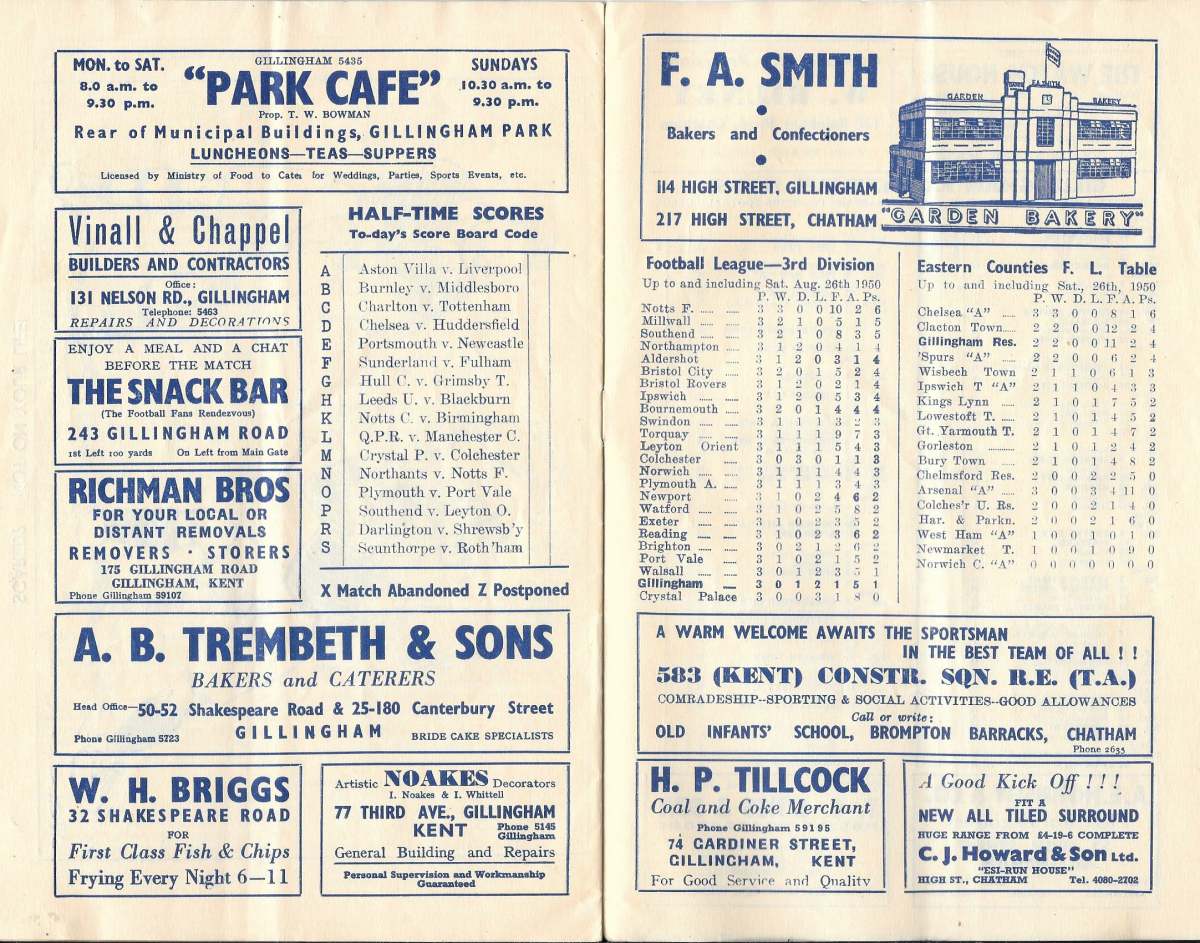 MON. to SAT.
8.0 a.m. to
9.30 p.m.
GILLINGHAM 5435
"PARK CAFE"
Prop. T. W. BOWMAN
SUNDAYS
10.30 a.m. to
9.30 p.m.
Rear of Municipal Buildings, GILLINGHAM PARK
LUNCHEONS—TEAS—SUPPERS
Licensed by Ministry of Food to Cater for Weddings, Parties, Sports Events, etc.
Vinall & Chappel
BUILDERS AND CONTRACTORS
Office:
131 NELSON RD., GILLINGHAM
Telephone: 5463
REPAIRS AND DECORATIONS
ENJOY A MEAL AND A CHAT
BEFORE THE MATCH
THE SNACK BAR
(The Football Fans Rendezvous)
243 GILLINGHAM ROAD
1st Left 100 yards On Left from Main Gate
RICHMAN BROS
FOR YOUR LOCAL OR
DISTANT REMOVALS
REMOVERS · STORERS
175 GILLINGHAM ROAD
GILLINGHAM, KENT
Phone Gillingham 59107
HALF-TIME SCORES
To-day's Score Board Code
A Aston Villa v. Liverpool
B Burnley v. Middlesboro
C Charlton v. Tottenham
D Chelsea v. Huddersfield
E Portsmouth v. Newcastle
F Sunderland v. Fulham
G Hull C. v. Grimsby T.
H Leeds U. v. Blackburn
K Notts C. v. Birmingham
L Q.P.R. v. Manchester C.
M Crystal P. v. Colchester
N Northants v. Notts F.
O Plymouth v. Port Vale
P Southend v. Leyton O.
R Darlington v. Shrewsb'y
S Scunthorpe v. Roth'ham
X Match Abandoned Z Postponed
A. B. TREMBETH & SONS
BAKERS and CATERERS
Head Office—50-52 Shakespeare Road & 25-180 Canterbury Street
Phone Gillingham 5723 GILLINGHAM BRIDE CAKE SPECIALISTS
W. H. BRIGGS
32 SHAKESPEARE ROAD
FOR
First Class Fish & Chips
Frying Every Night 6—11
Artistic NOAKES Decorators
I. Noakes & I. Whittell
77 THIRD AVE., GILLINGHAM
KENT Phone 5145
Gillingham
General Building and Repairs
Personal Supervision and Workmanship
Guaranteed
F. A. SMITH
Bakers and Confectioners
114 HIGH STREET, GILLINGHAM
217 HIGH STREET, CHATHAM
F.A. SMITH
GARDEN BAKERY
"GARDEN BAKERY"
Football League—3rd Division
Up to and including Sat. Aug. 26th 1950
P. W. D. L. F. A. Ps.
Notts F. 3 3 0 0 10 2 6
Millwall 3 2 1 0 5 1 5
Southend 3 2 1 0 8 3 5
Northampton 3 1 2 0 4 1 4
Aldershot 3 1 2 0 3 1 4
Bristol City 3 2 0 1 5 2 4
Bristol Rovers 3 1 2 0 2 1 4
Ipswich 3 1 2 0 5 3 4
Bournemouth 3 2 0 1 4 4 4
Swindon 3 1 1 1 3 2 3
Torquay 3 1 1 1 9 7 3
Leyton Orient 3 1 1 1 5 4 3
Colchester 3 0 3 0 1 1 3
Norwich 3 1 1 1 4 4 3
Plymouth A. 3 1 1 1 3 4 3
Newport 3 1 0 2 4 6 2
Watford 3 1 0 2 5 8 2
Exeter 3 1 0 2 3 5 2
Reading 3 1 0 2 3 6 2
Brighton 3 0 2 1 2 6 2
Port Vale 3 1 0 2 1 5 2
Walsall 3 0 1 2 3 5 1
Gillingham 3 0 1 2 1 5 1
Crystal Palace 3 0 0 3 1 8 0
Eastern Counties F. L. Table
Up to and including Sat., 26th, 1950
P. W. D. L. F. A. Ps.
Chelsea "A" 3 3 0 0 8 1 6
Clacton Town 2 2 0 0 12 2 4
Gillingham Res. 2 2 0 0 11 2 4
'Spurs "A" 2 2 0 0 6 2 4
Wisbech Town 2 1 1 0 6 1 3
Ipswich T "A" 2 1 1 0 4 3 3
Kings Lynn 2 1 0 1 7 5 2
Lowestoft T. 2 1 0 1 4 5 2
Gt. Yarmouth T. 2 1 0 1 4 7 2
Gorleston 2 1 0 1 2 4 2
Bury Town 2 1 0 1 4 8 2
Chelmsford Res. 2 0 0 2 2 5 0
Arsenal "A" 3 0 0 3 4 11 0
Colches'r U. Rs. 2 0 0 2 1 4 0
Har. & Parkn. 2 0 0 2 1 6 0
West Ham "A" 1 0 0 1 0 1 0
Newmarket T. 1 0 0 1 0 9 0
Norwich C. "A" 0 0 0 0 0 0 0
A WARM WELCOME AWAITS THE SPORTSMAN
IN THE BEST TEAM OF ALL ! !
583 (KENT) CONSTR. SQN. R.E. (T.A.)
COMRADESHIP--SPORTING & SOCIAL ACTIVITIES--GOOD ALLOWANCES
Call or write:
OLD INFANTS' SCHOOL, BROMPTON BARRACKS, CHATHAM
Phone 2635
H. P. TILLCOCK
Coal and Coke Merchant
Phone Gillingham 59195
74 GARDINER STREET,
GILLINGHAM, KENT
For Good Service and Quality
A Good Kick Off ! ! !
FIT A
NEW ALL TILED SURROUND
HUGE RANGE FROM £4-19-6 COMPLETE
C. J. Howard & Son Ltd.
"ESI-RUN HOUSE"
HIGH ST., CHATHAM Tel. 4080-2702